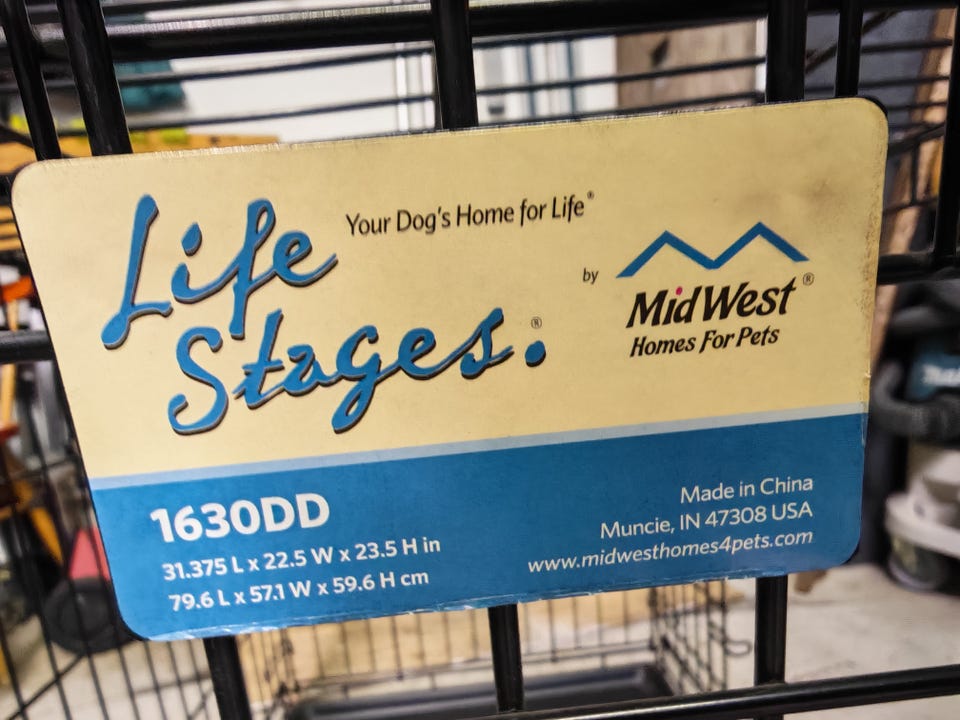 Life
Stages.®
Your Dog's Home for Life®
by
MidWest®
Homes For Pets
1630DD
31.375 L x 22.5 W x 23.5 H in
79.6 L x 57.1 W x 59.6 H cm
Made in China
Muncie, IN 47308 USA
www.midwesthomes4pets.com